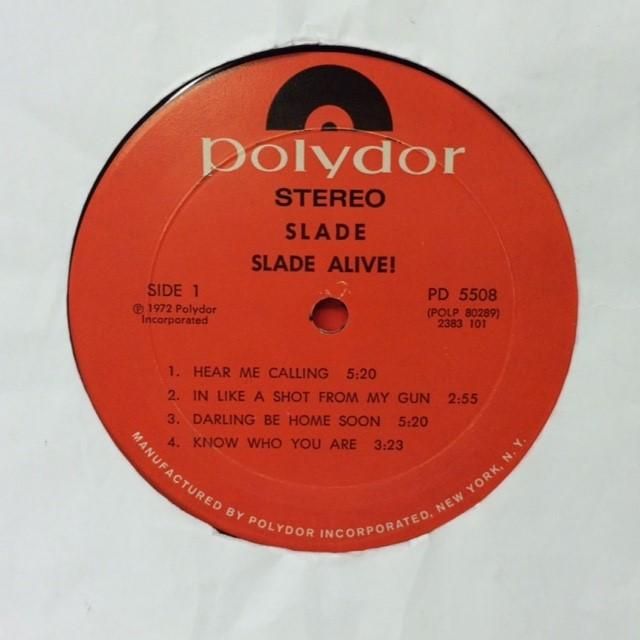 polydor
STEREO
SLADE
SLADE ALIVE!
SIDE 1
℗ 1972 Polydor
Incorporated
PD 5508
(POLP 80289)
2383 101
1. HEAR ME CALLING 5:20
2. IN LIKE A SHOT FROM MY GUN 2:55
3. DARLING BE HOME SOON 5:20
4. KNOW WHO YOU ARE 3:23
MANUFACTURED BY POLYDOR INCORPORATED, NEW YORK, N.Y.